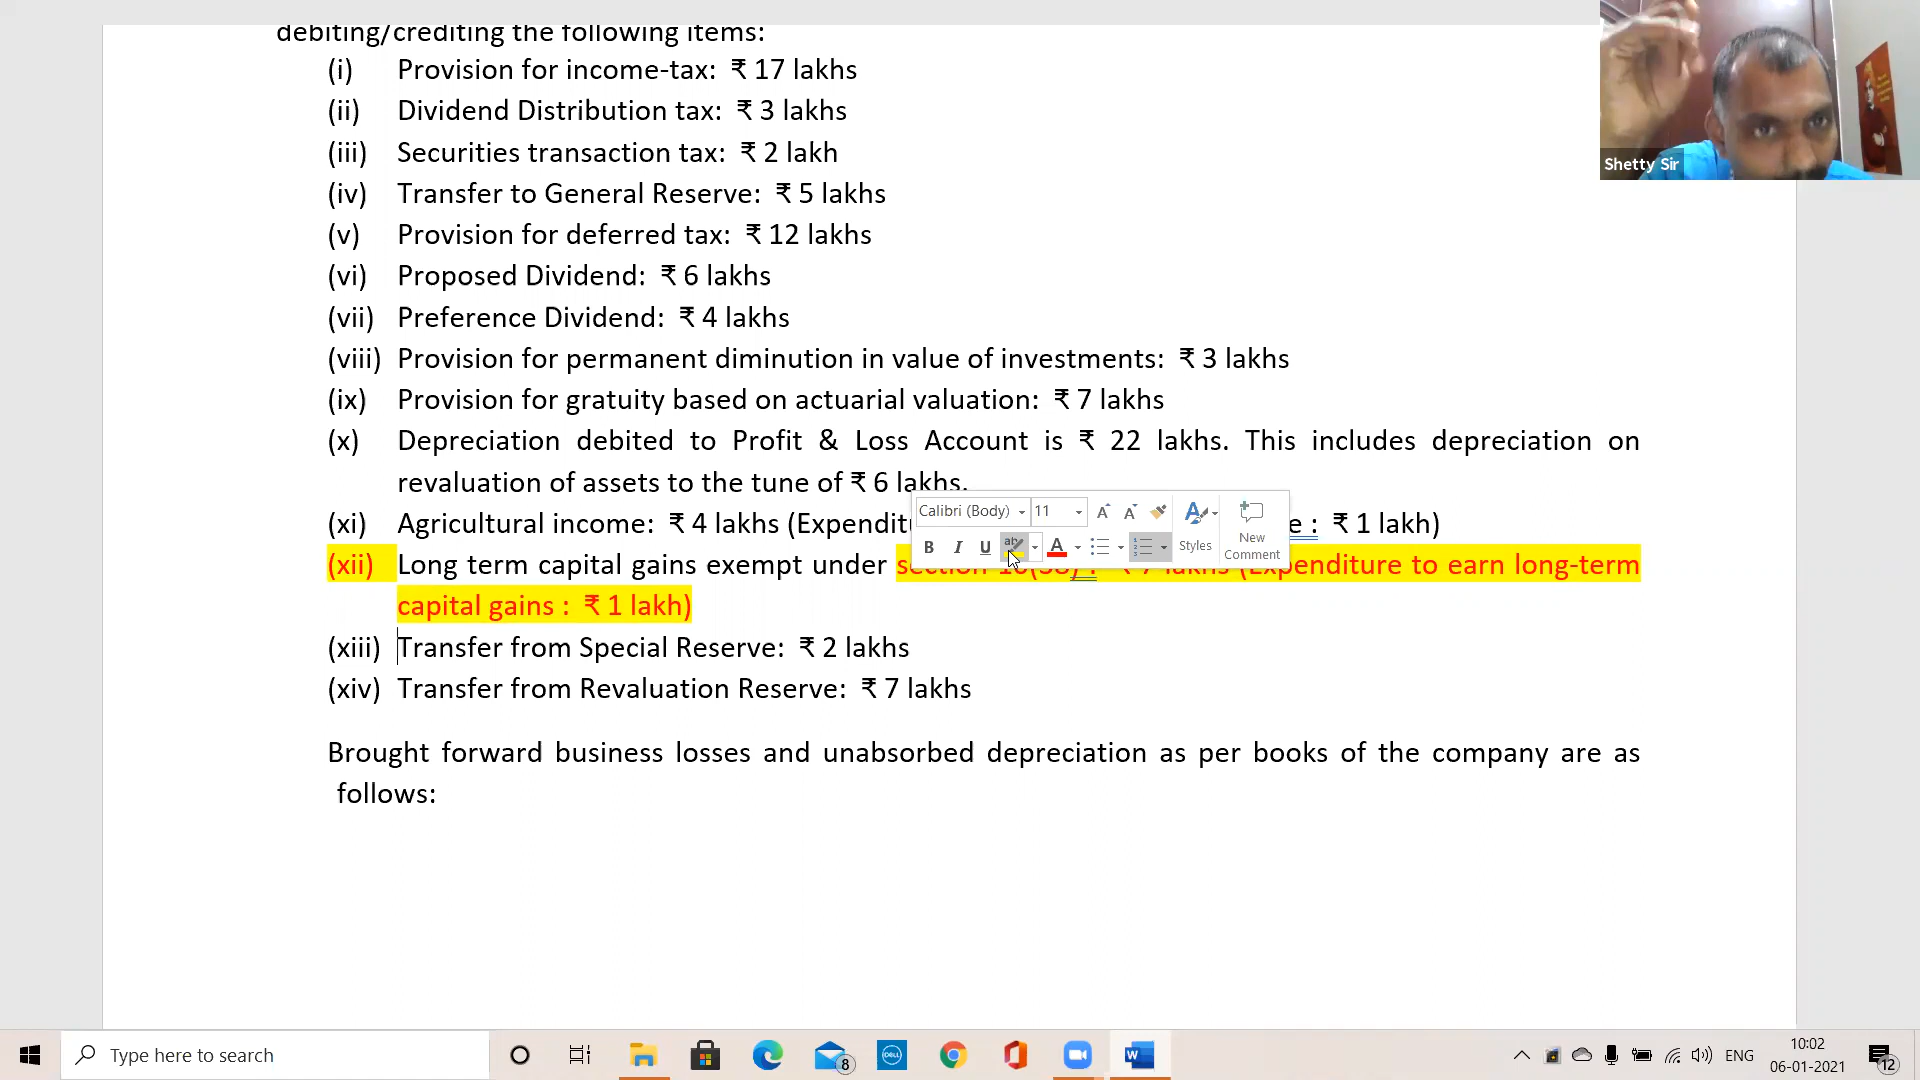 debiting/crediting the following items:
(i) Provision for income-tax: ₹ 17 lakhs
(ii) Dividend Distribution tax: ₹ 3 lakhs
(iii) Securities transaction tax: ₹ 2 lakh
(iv) Transfer to General Reserve: ₹ 5 lakhs
(v) Provision for deferred tax: ₹ 12 lakhs
(vi) Proposed Dividend: ₹ 6 lakhs
(vii) Preference Dividend: ₹ 4 lakhs
(viii) Provision for permanent diminution in value of investments: ₹ 3 lakhs
(ix) Provision for gratuity based on actuarial valuation: ₹ 7 lakhs
(x) Depreciation debited to Profit & Loss Account is ₹ 22 lakhs. This includes depreciation on
revaluation of assets to the tune of ₹ 6 lakhs.
(xi) Agricultural income: ₹ 4 lakhs : ₹ 1 lakh)
(xii) Long term capital gains exempt under section : ₹ 7 lakhs (Expenditure to earn long-term
capital gains : ₹ 1 lakh)
(xiii) Transfer from Special Reserve: ₹ 2 lakhs
(xiv) Transfer from Revaluation Reserve: ₹ 7 lakhs
Brought forward business losses and unabsorbed depreciation as per books of the company are as
follows:
Shetty Sir
Calibri (Body) 11
B I U ab A Styles
New
Comment
Type here to search
8
DELL
W
ENG
10:02
06-01-2021
12